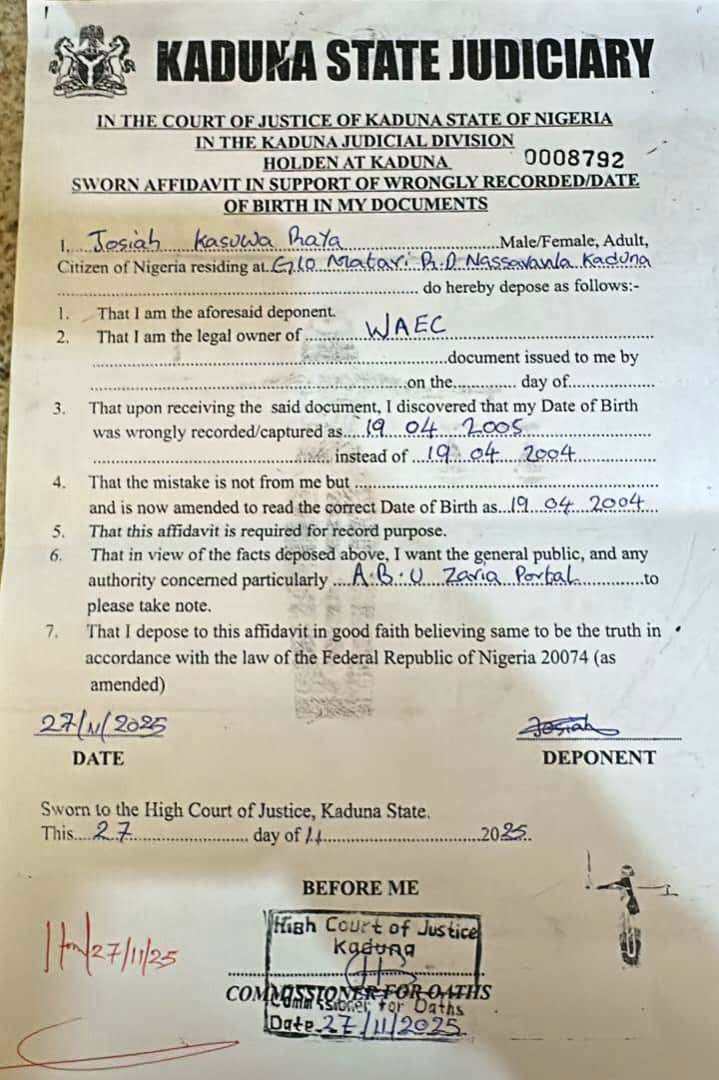 KADUNA STATE JUDICIARY
IN THE COURT OF JUSTICE OF KADUNA STATE OF NIGERIA
IN THE KADUNA JUDICIAL DIVISION
HOLDEN AT KADUNA 0008792
SWORN AFFIDAVIT IN SUPPORT OF WRONGLY RECORDED/DATE
OF BIRTH IN MY DOCUMENTS
1. Josiah Kasuwa Male/Female, Adult,
Citizen of Nigeria residing at Kaduna
do hereby depose as follows:-
1. That I am the aforesaid deponent.
2. That I am the legal owner of WAEC
document issued to me by
on the day of
3. That upon receiving the said document, I discovered that my Date of Birth
was wrongly recorded/captured as 19 04 2005
instead of 19 04 2004
4. That the mistake is not from me but
and is now amended to read the correct Date of Birth as 19 04 2004
5. That this affidavit is required for record purpose.
6. That in view of the facts deposed above, I want the general public, and any
authority concerned particularly A.B.U Zaria Portal to
please take note.
7. That I depose to this affidavit in good faith believing same to be the truth in
accordance with the law of the Federal Republic of Nigeria 20074 (as
amended)
27/11/2025 Josiah
DATE DEPONENT
Sworn to the High Court of Justice, Kaduna State.
This 27 day of 11 2025
BEFORE ME
High Court of Justice
Kaduna
27/11/25
COMMISSIONER FOR OATHS
Commissioner for Oaths
Date 27/11/2025